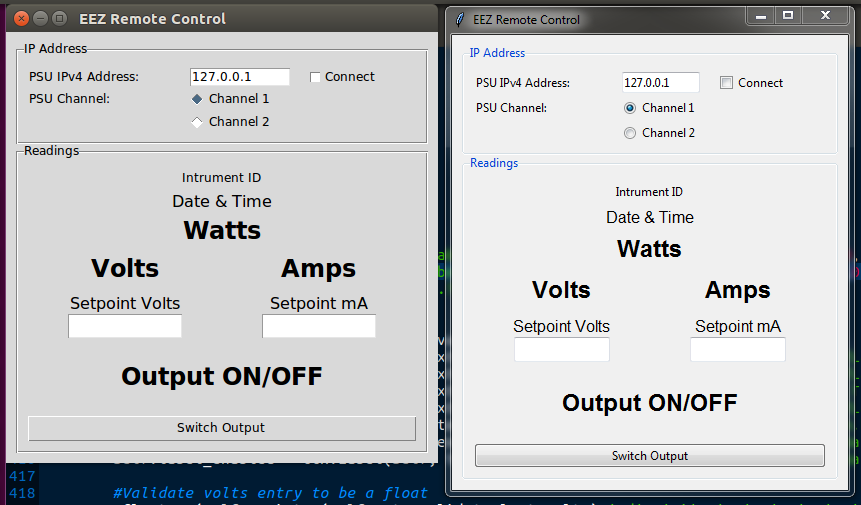 EEZ Remote Control
IP Address
PSU IPv4 Address: 127.0.0.1 Connect
PSU Channel: Channel 1
Channel 2
Readings
Intrument ID
Date & Time
Watts
Volts Amps
Setpoint Volts Setpoint mA
Output ON/OFF
Switch Output
EEZ Remote Control
IP Address
PSU IPv4 Address: 127.0.0.1 Connect
PSU Channel: Channel 1
Channel 2
Readings
Intrument ID
Date & Time
Watts
Volts Amps
Setpoint Volts Setpoint mA
Output ON/OFF
Switch Output
417
418 #Validate volts entry to be a float